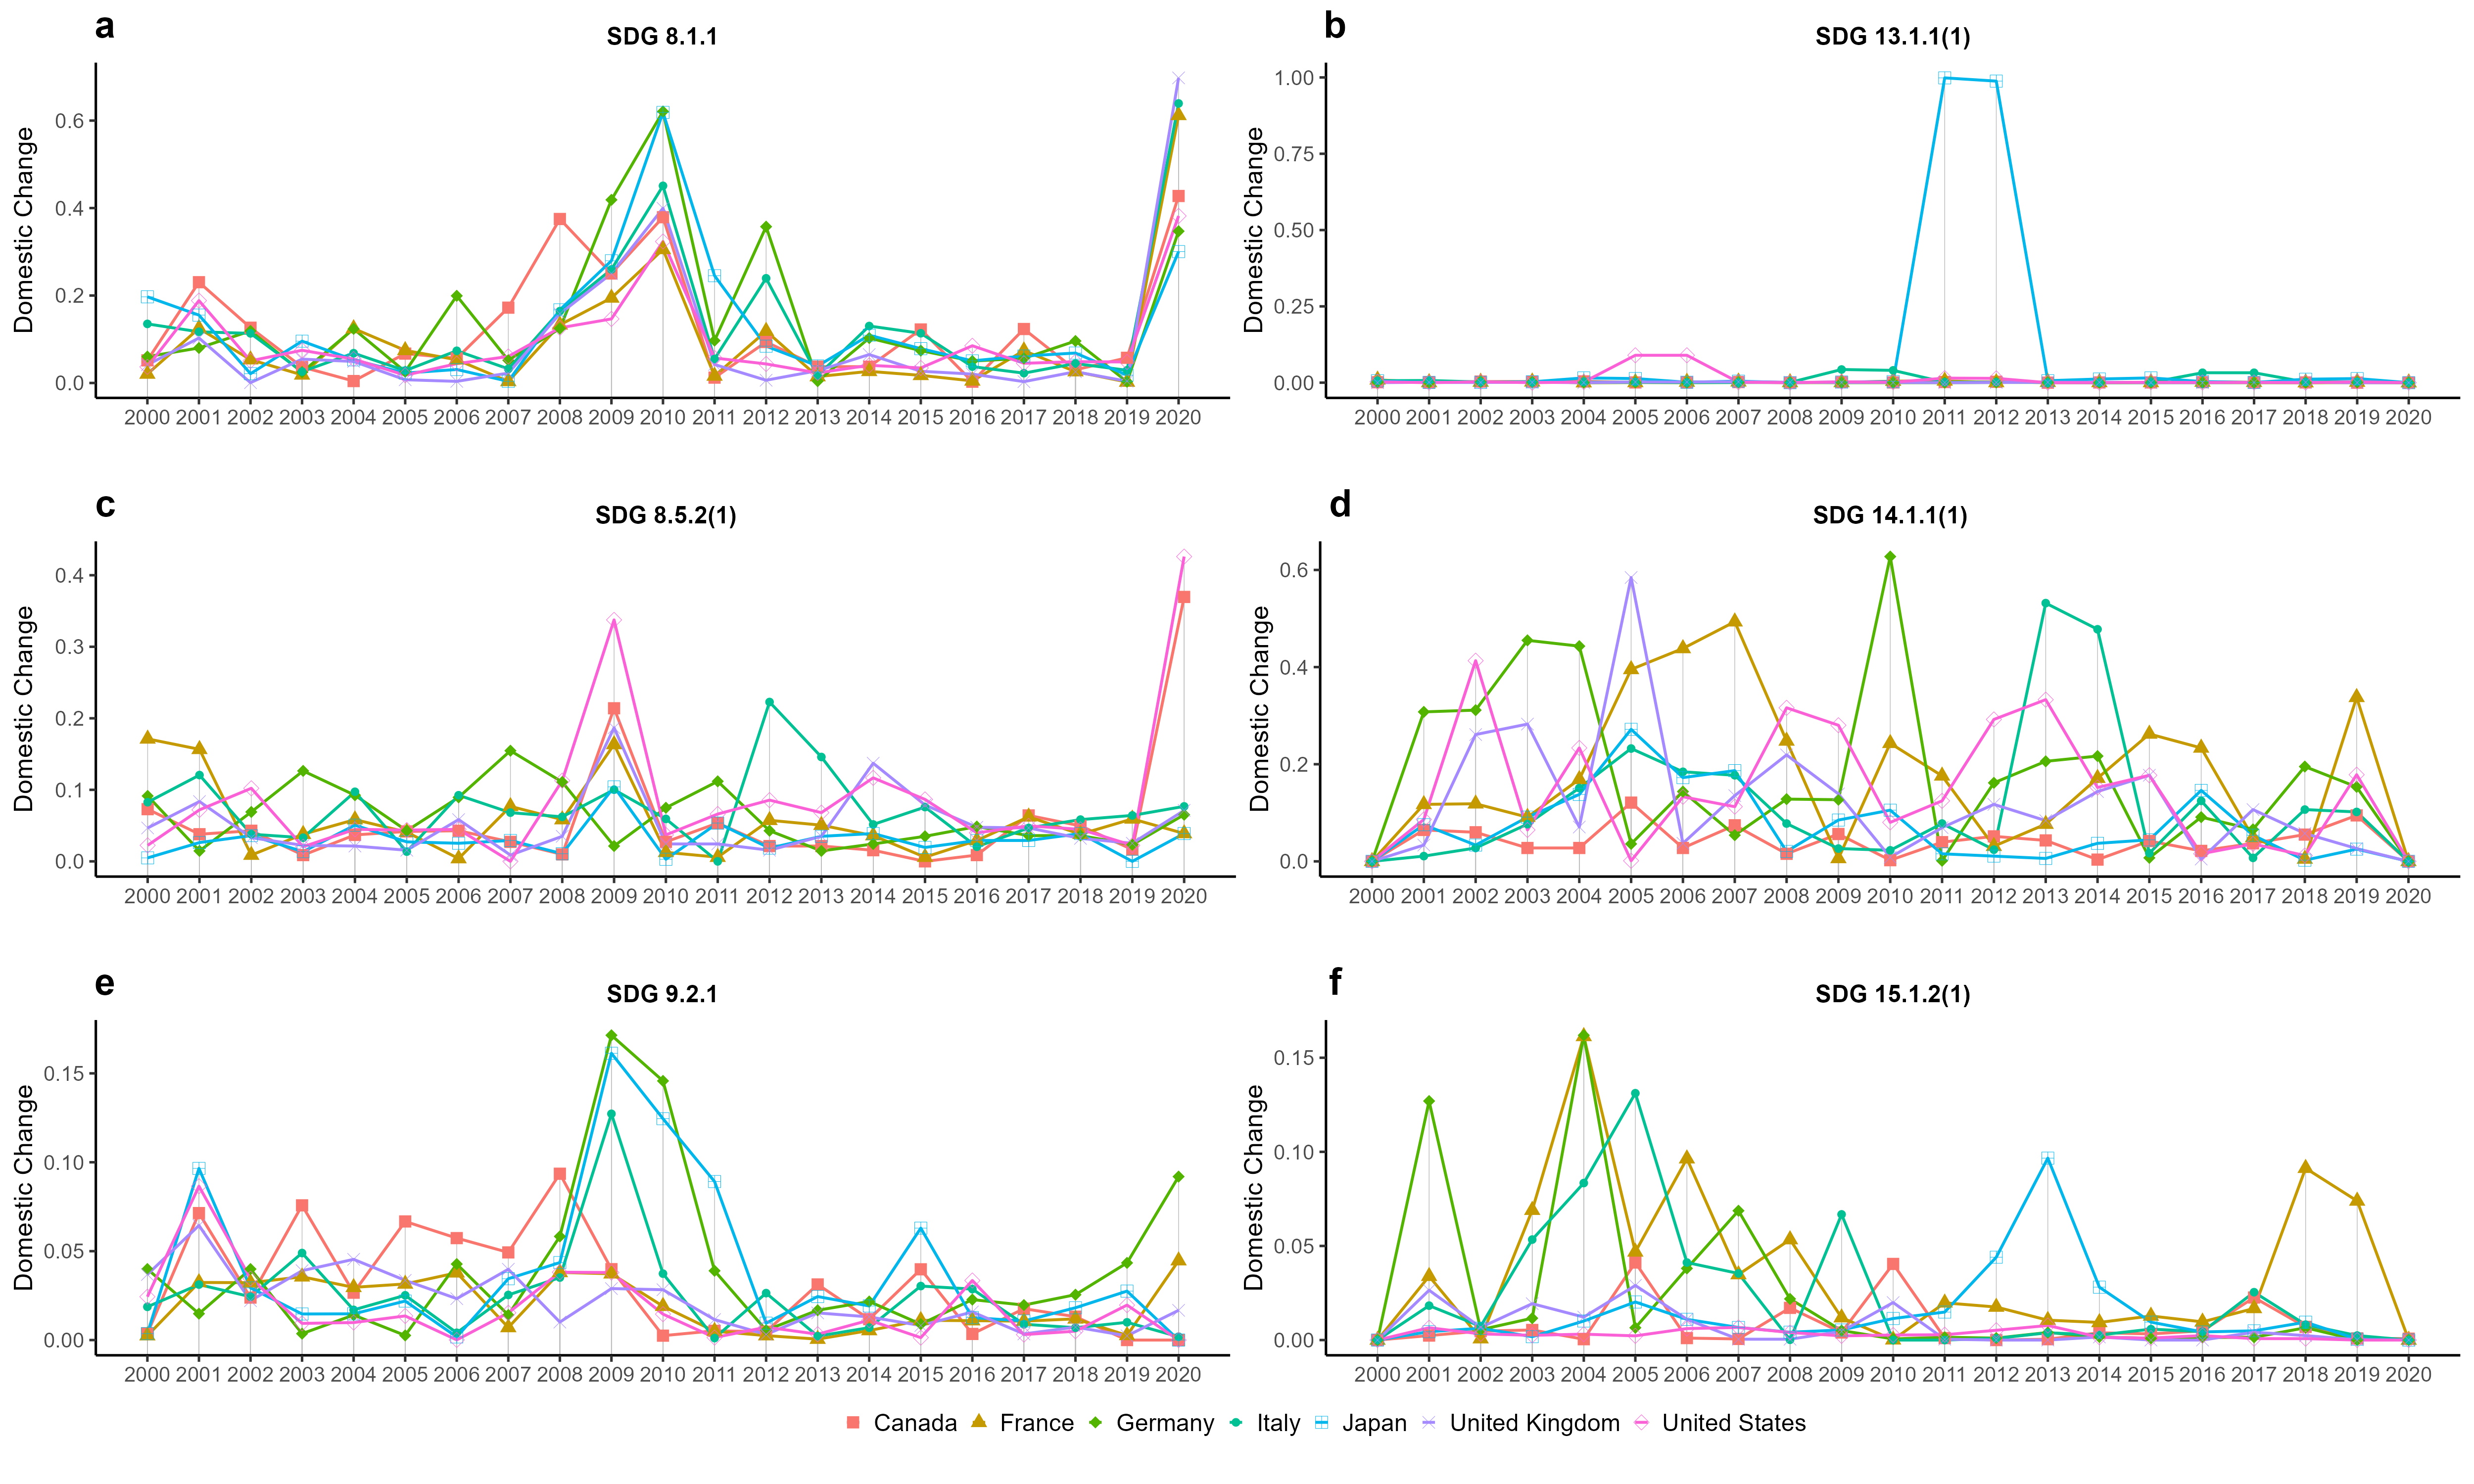 a
SDG 8.1.1
Domestic Change
0.6
0.4
0.2
0.0
2000 2001 2002 2003 2004 2005 2006 2007 2008 2009 2010 2011 2012 2013 2014 2015 2016 2017 2018 2019 2020
b
SDG 13.1.1(1)
Domestic Change
1.00
0.75
0.50
0.25
0.00
2000 2001 2002 2003 2004 2005 2006 2007 2008 2009 2010 2011 2012 2013 2014 2015 2016 2017 2018 2019 2020
c
SDG 8.5.2(1)
Domestic Change
0.4
0.3
0.2
0.1
0.0
2000 2001 2002 2003 2004 2005 2006 2007 2008 2009 2010 2011 2012 2013 2014 2015 2016 2017 2018 2019 2020
d
SDG 14.1.1(1)
Domestic Change
0.6
0.4
0.2
0.0
2000 2001 2002 2003 2004 2005 2006 2007 2008 2009 2010 2011 2012 2013 2014 2015 2016 2017 2018 2019 2020
e
SDG 9.2.1
Domestic Change
0.15
0.10
0.05
0.00
2000 2001 2002 2003 2004 2005 2006 2007 2008 2009 2010 2011 2012 2013 2014 2015 2016 2017 2018 2019 2020
f
SDG 15.1.2(1)
Domestic Change
0.15
0.10
0.05
0.00
2000 2001 2002 2003 2004 2005 2006 2007 2008 2009 2010 2011 2012 2013 2014 2015 2016 2017 2018 2019 2020
Canada France Germany Italy Japan United Kingdom United States